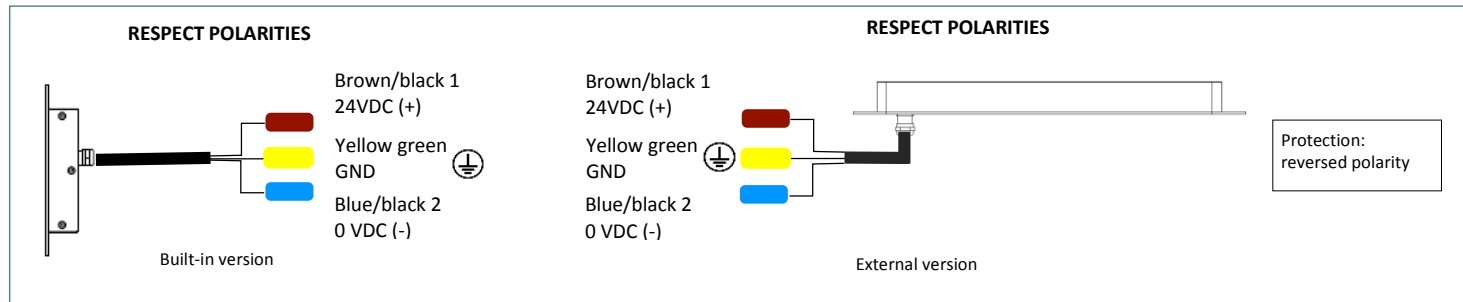 RESPECT POLARITIES
Brown/black 1
24VDC (+)
Yellow green
GND
Blue/black 2
0 VDC (-)
Built-in version
RESPECT POLARITIES
Brown/black 1
24VDC (+)
Yellow green
GND
Blue/black 2
0 VDC (-)
External version
Protection:
reversed polarity